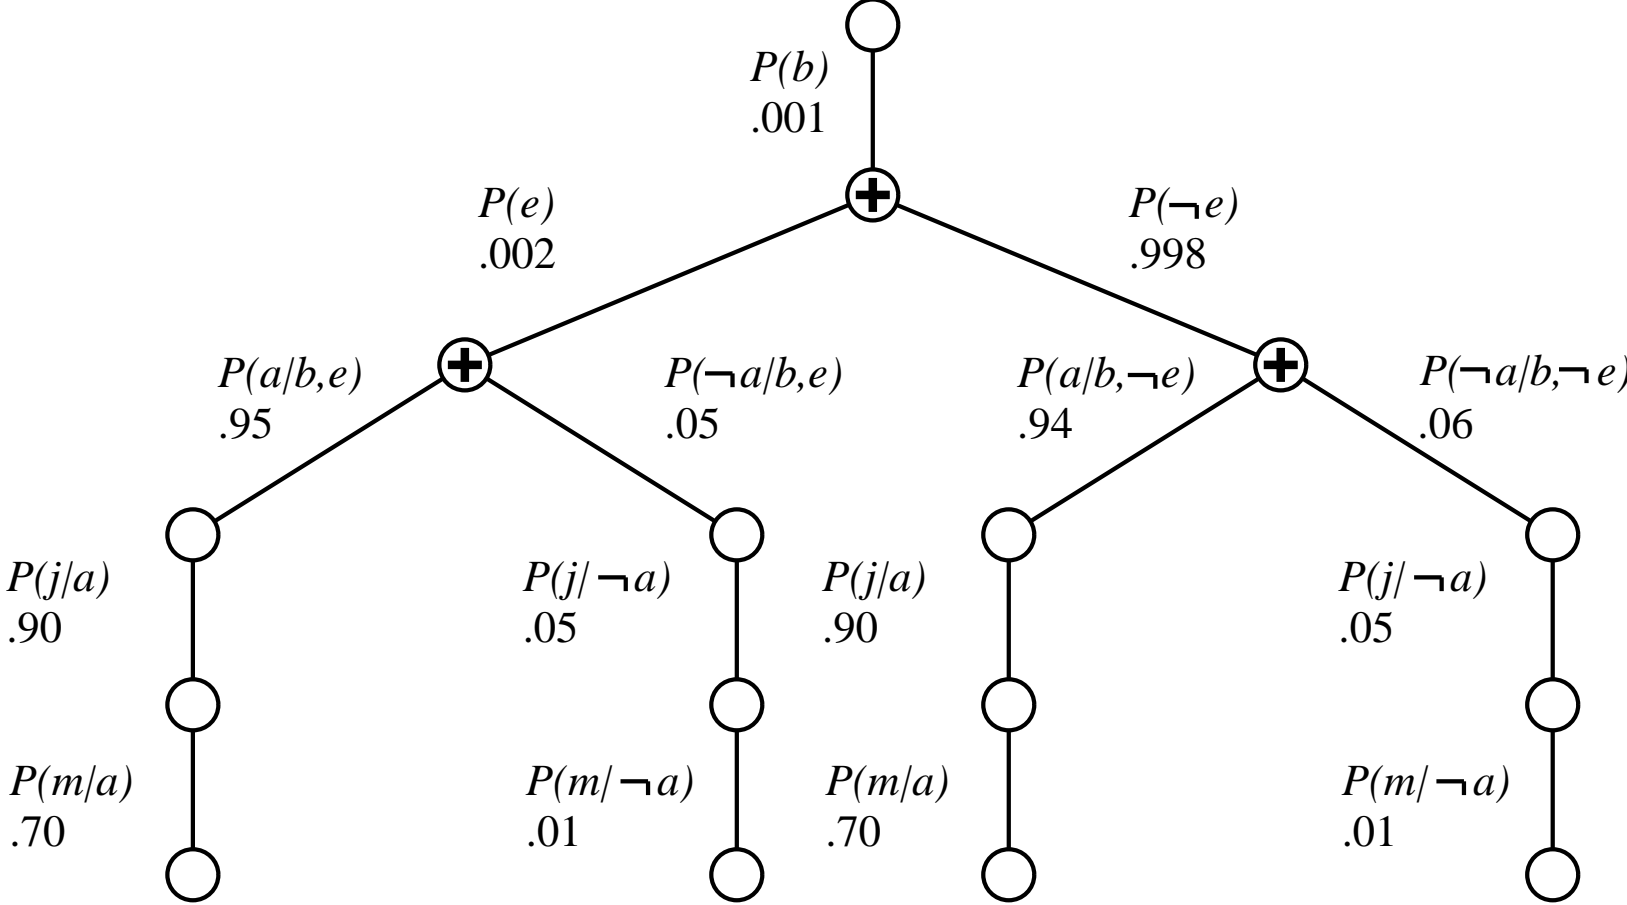 P(b)
.001
P(e)
.002
P(¬e)
.998
P(a/b,e)
.95
P(¬a/b,e)
.05
P(a/b,¬e)
.94
P(¬a/b,¬e)
.06
P(j/a)
.90
P(j/¬a)
.05
P(j/a)
.90
P(j/¬a)
.05
P(m/a)
.70
P(m/¬a)
.01
P(m/a)
.70
P(m/¬a)
.01